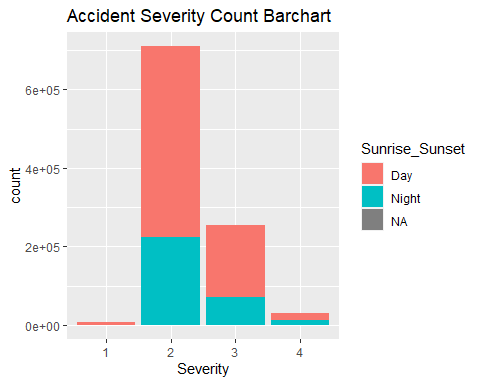 Accident Severity Count Barchart
6e+05
4e+05
2e+05
0e+00
count
1 2 3 4
Severity
Sunrise_Sunset
Day
Night
NA